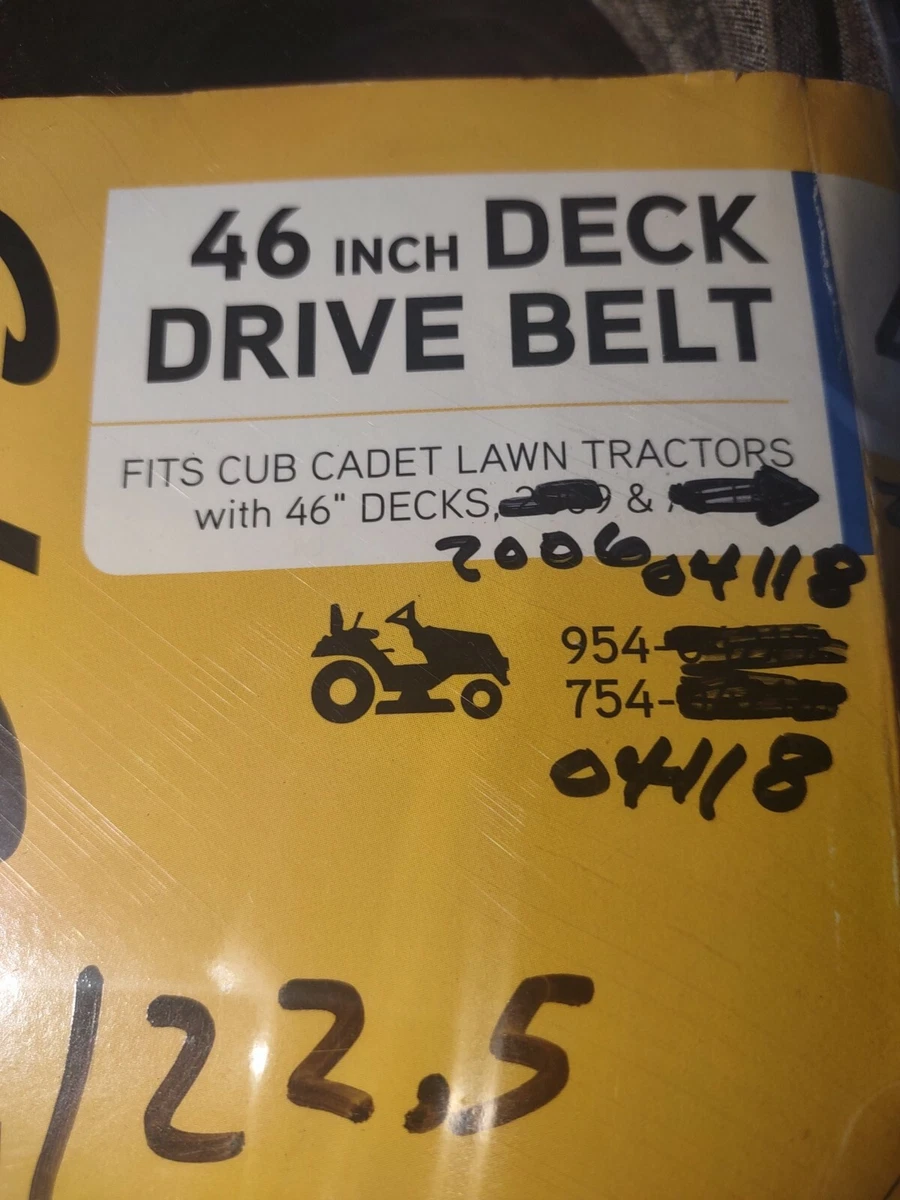 46 INCH DECK
DRIVE BELT
FITS CUB CADET LAWN TRACTORS
with 46" DECKS, &
2006 04118
954-
754-
04118
122.5